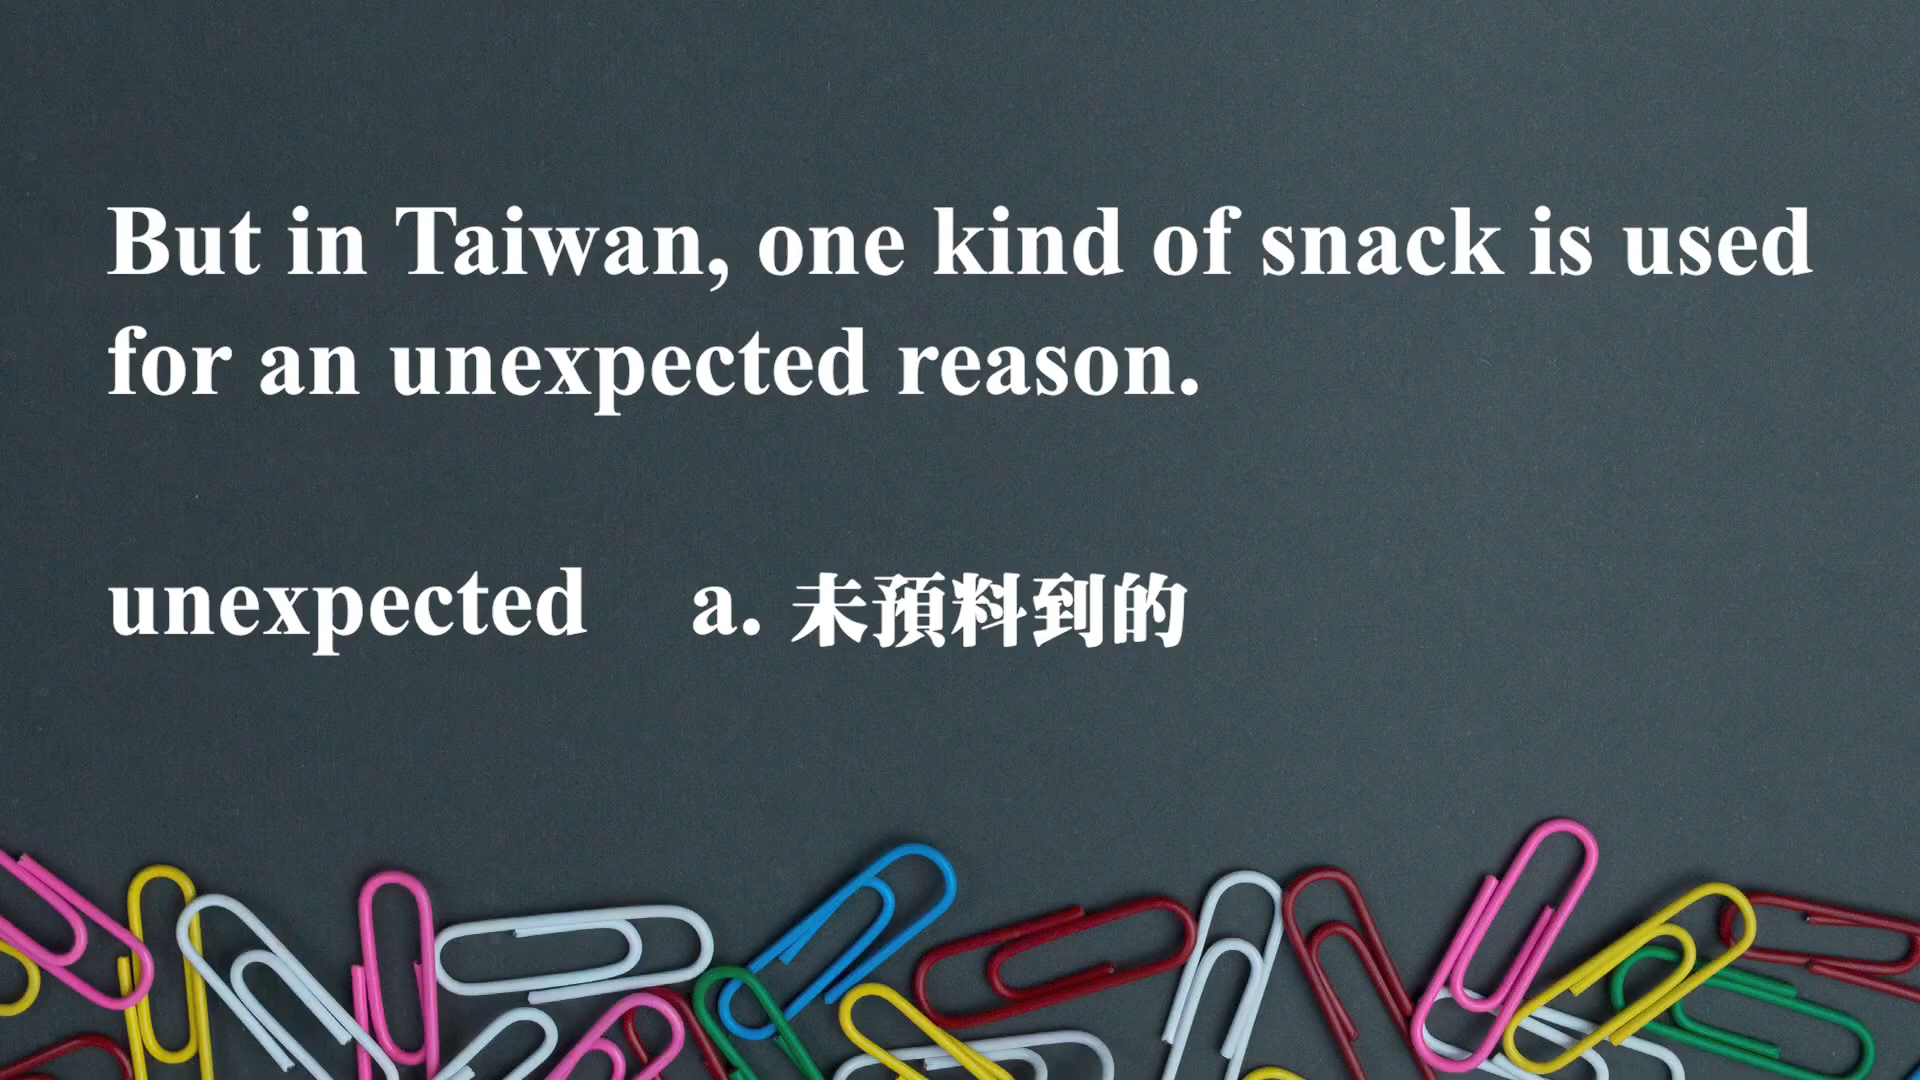 But in Taiwan, one kind of snack is used
for an unexpected reason.
unexpected a. 未預料到的